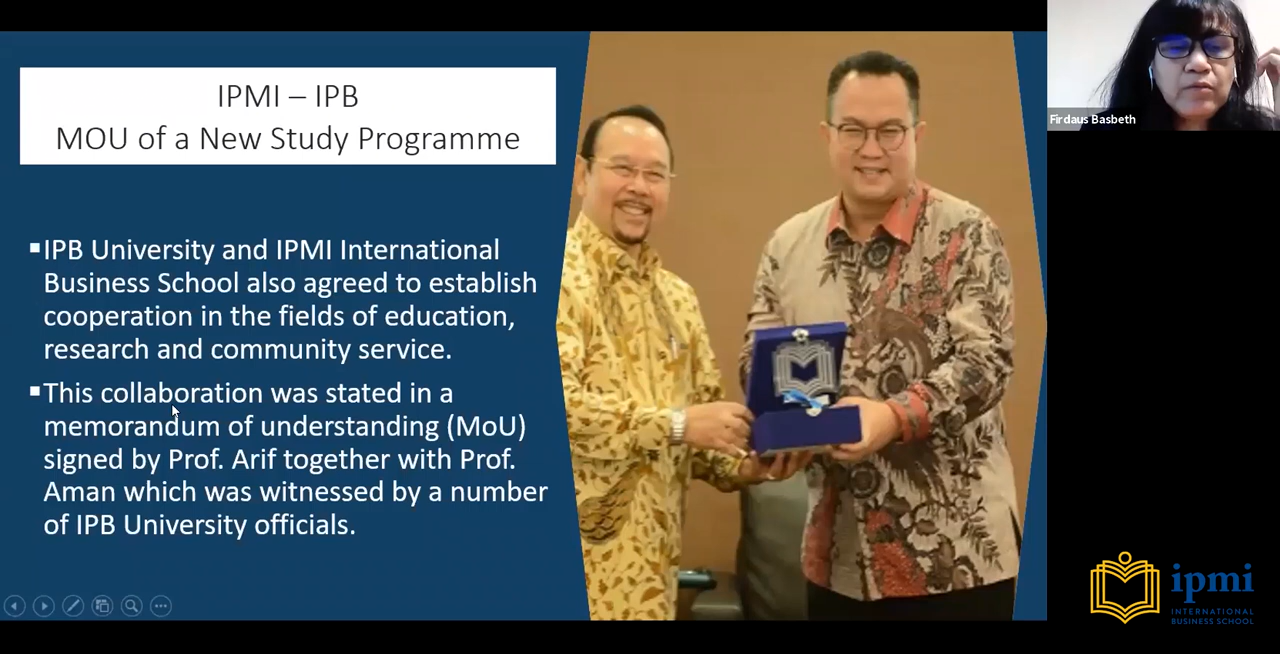 IPMI – IPB
MOU of a New Study Programme
▪IPB University and IPMI International
Business School also agreed to establish
cooperation in the fields of education,
research and community service.
▪This collaboration was stated in a
memorandum of understanding (MoU)
signed by Prof. Arif together with Prof.
Aman which was witnessed by a number
of IPB University officials.
Firdaus Basbeth
ipmi
INTERNATIONAL
BUSINESS SCHOOL